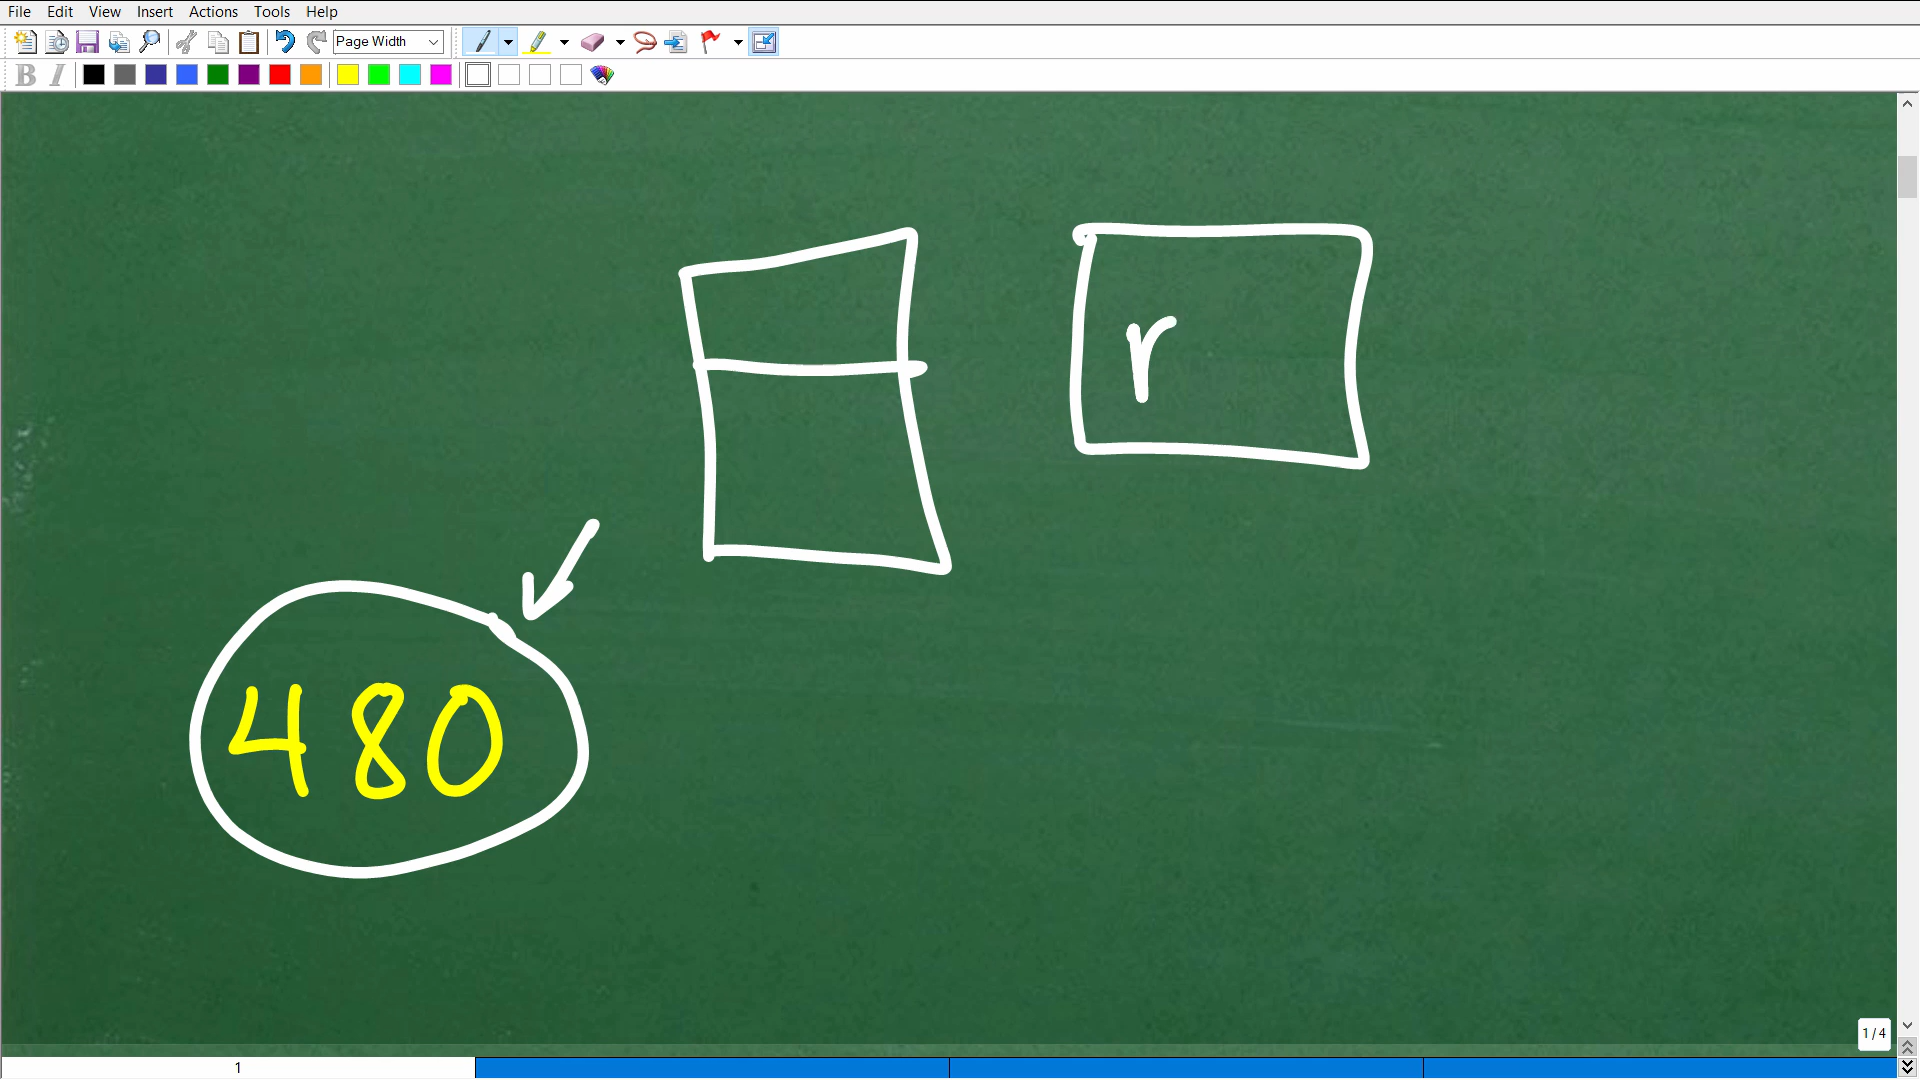 File Edit View Insert Actions Tools Help
Page Width
B I
r
480
1 / 4
1